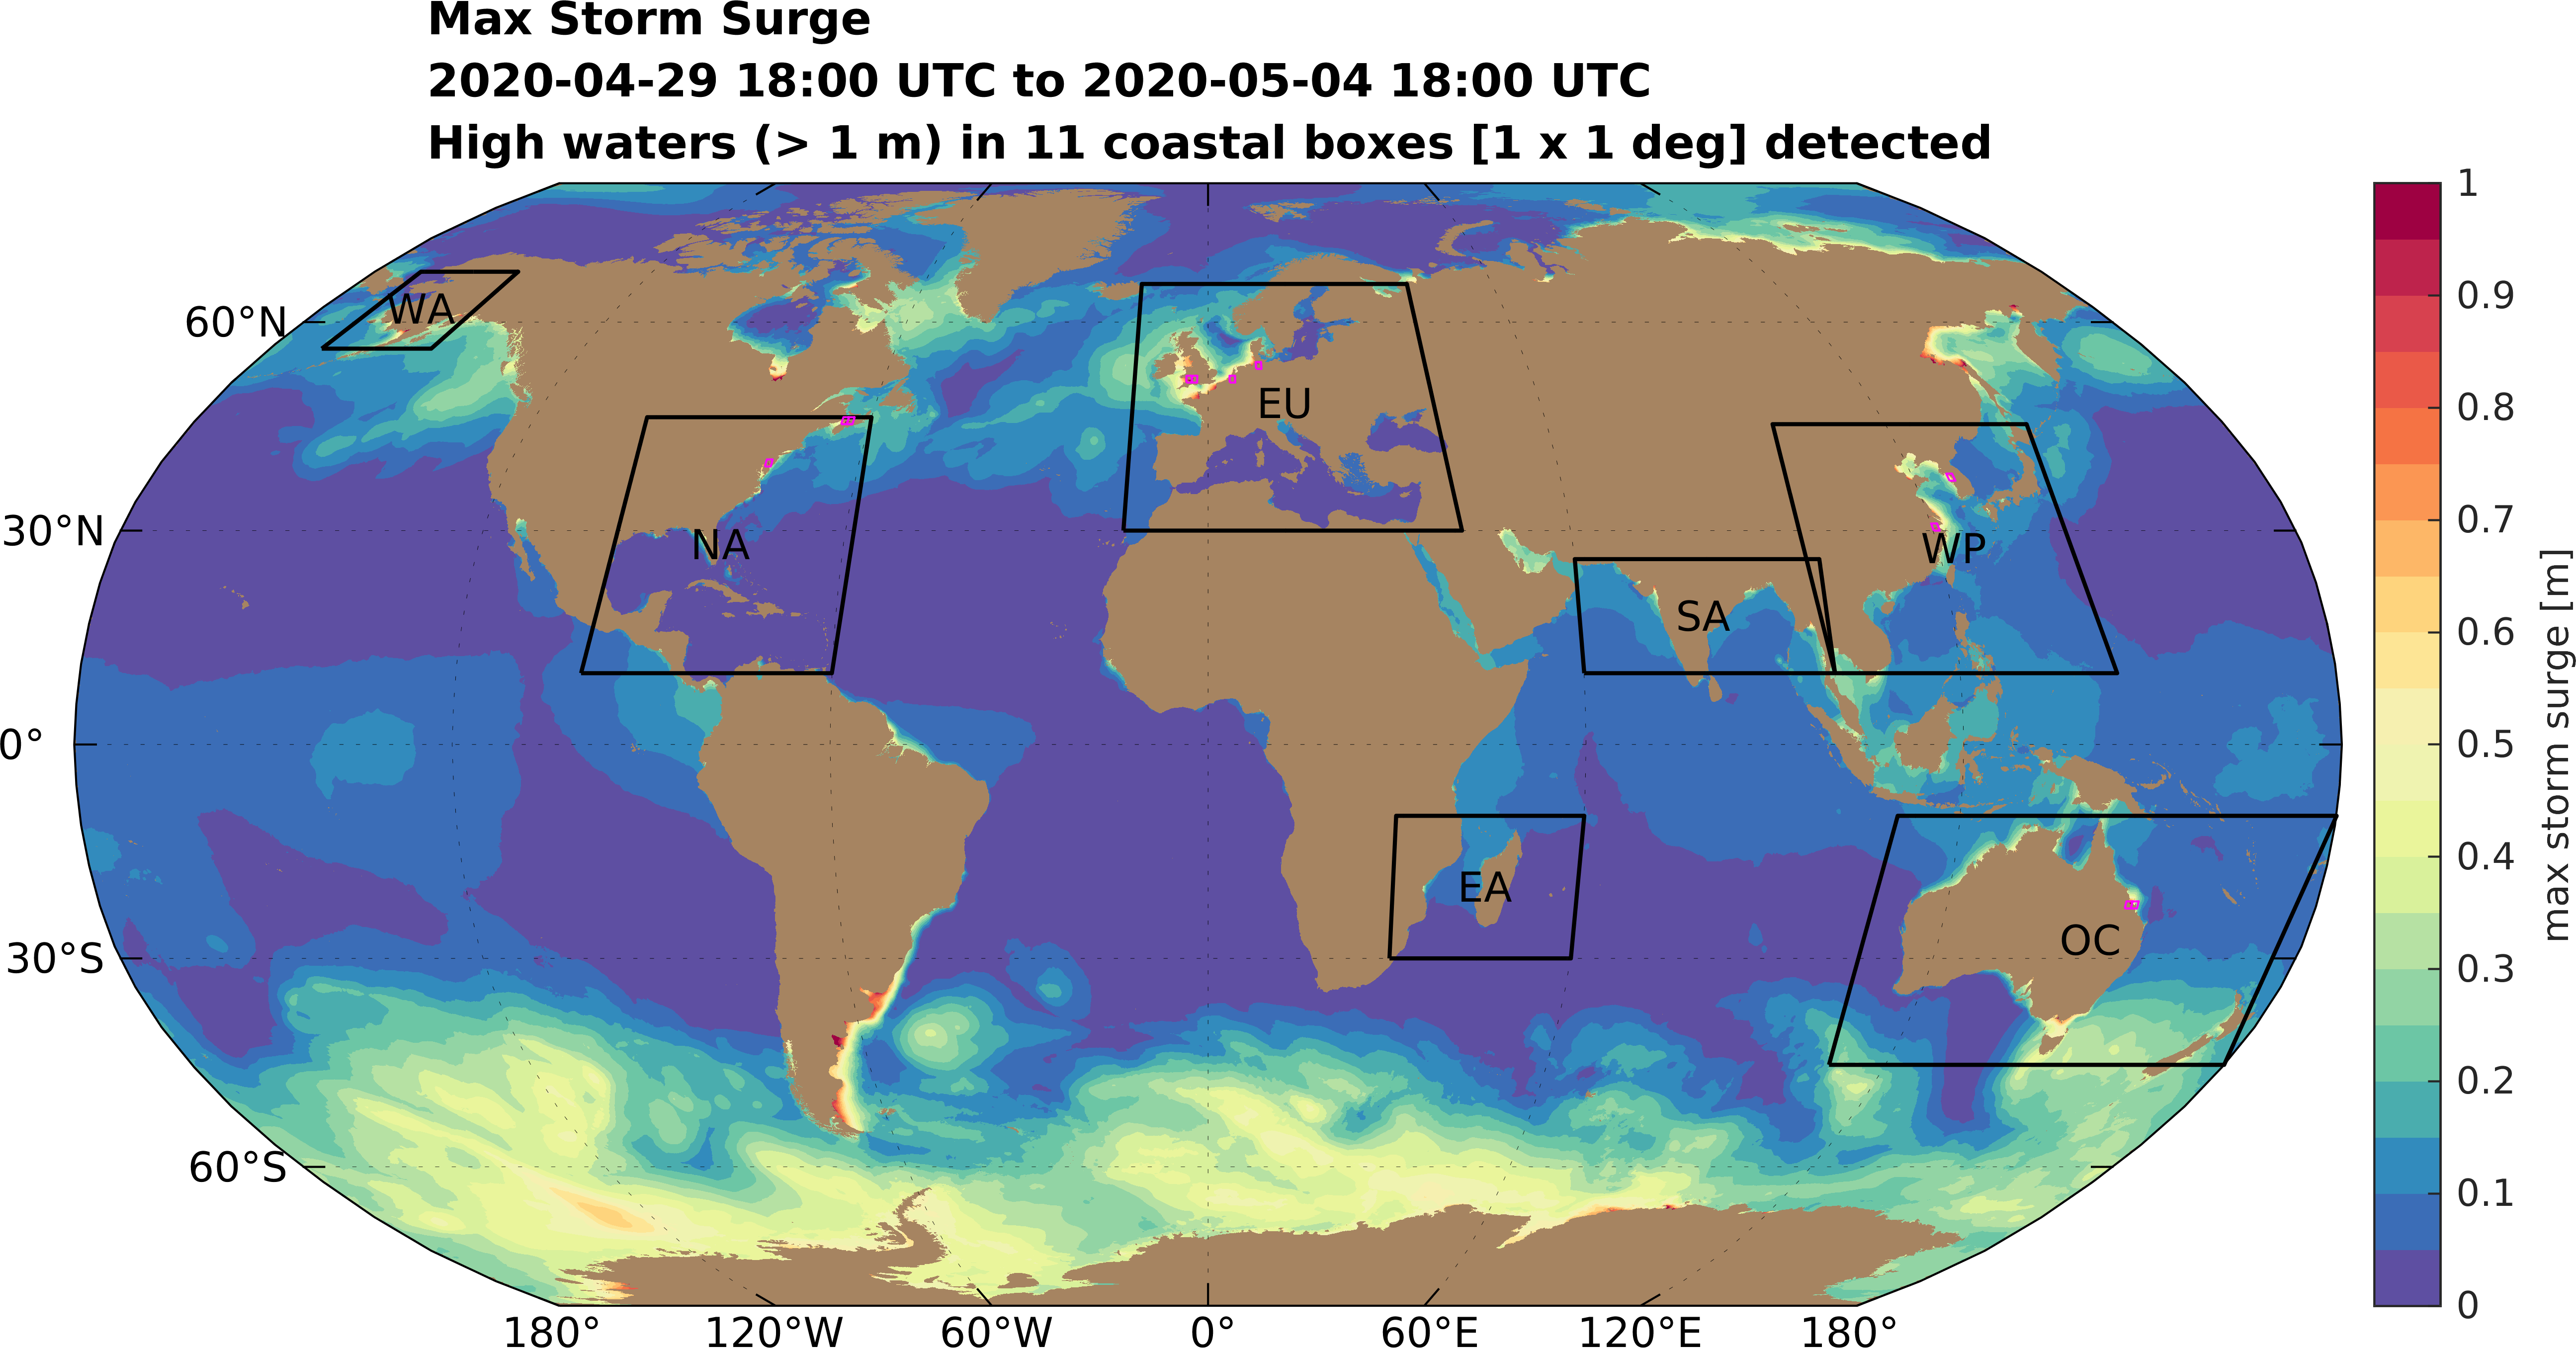 Max Storm Surge
2020-04-29 18:00 UTC to 2020-05-04 18:00 UTC
High waters (> 1 m) in 11 coastal boxes [1 x 1 deg] detected
60°N
30°N
0°
30°S
60°S
WA
NA
EU
SA
WP
EA
OC
180°
120°W
60°W
0°
60°E
120°E
180°
1
0.9
0.8
0.7
0.6
0.5
0.4
0.3
0.2
0.1
0
max storm surge [m]